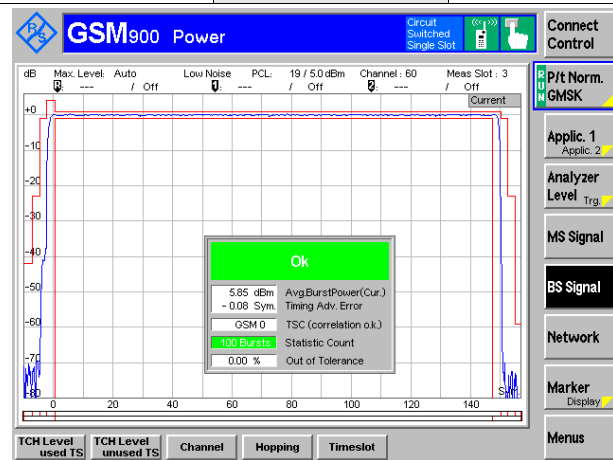 R&S
GSM900 Power
Circuit
Switched
Single Slot
Connect
Control
dB Max. Level: Auto Low Noise PCL: 19 / 5.0 dBm Channel : 60 Meas Slot : 3
--- / Off 1: --- / Off 2: --- / Off
Current
RUN
P/t Norm.
GMSK
Applic. 1
Applic. 2
Analyzer
Level Trg.
MS Signal
BS Signal
Network
Marker
Display
Menus
+0
-10
-20
-30
-40
-60
-70
-80
Ok
5.85 dBm Avg.BurstPower(Cur.)
- 0.08 Sym. Timing Adv. Error
GSM 0 TSC (correlation o.k.)
100 Bursts Statistic Count
0.00 % Out of Tolerance
0 20 40 60 80 100 120 140
TCH Level
used TS
TCH Level
unused TS
Channel
Hopping
Timeslot